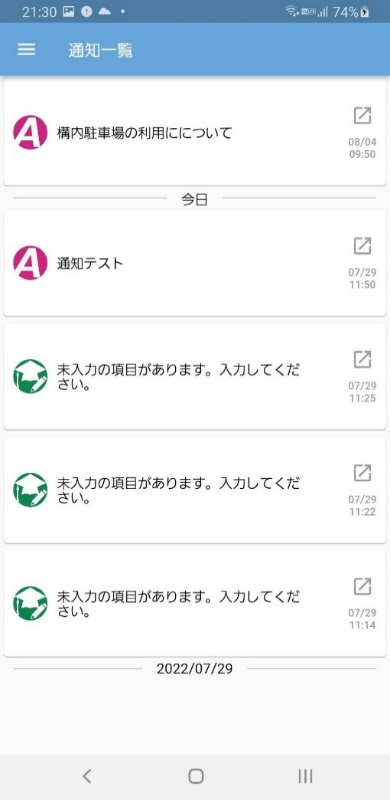 21:30
74%
通知一覧
構内駐車場の利用にについて
08/04
09:50
今日
通知テスト
07/29
11:50
未入力の項目があります。入力してくだ
さい。
07/29
11:25
未入力の項目があります。入力してくだ
さい。
07/29
11:22
未入力の項目があります。入力してくだ
さい。
07/29
11:14
2022/07/29